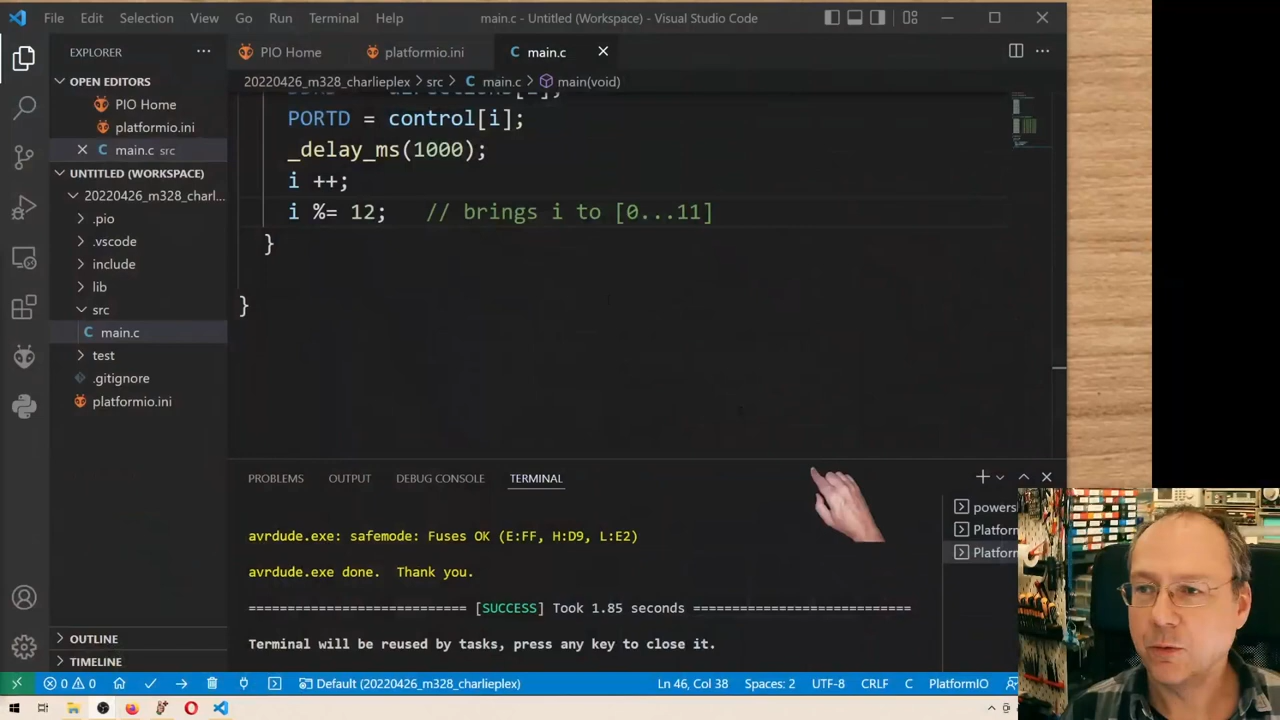 File Edit Selection View Go Run Terminal Help
main.c - Untitled (Workspace) - Visual Studio Code
EXPLORER
PIO Home
platformio.ini
main.c
OPEN EDITORS
PIO Home
platformio.ini
main.c src
UNTITLED (WORKSPACE)
20220426_m328_charl...
.pio
.vscode
include
lib
src
main.c
test
.gitignore
platformio.ini
OUTLINE
TIMELINE
20220426_m328_charlieplex > src > main.c > main(void)
PORTD = control[i];
_delay_ms(1000);
i ++;
i %= 12; // brings i to [0...11]
}
}
PROBLEMS OUTPUT DEBUG CONSOLE TERMINAL
avrdude.exe: safemode: Fuses OK (E:FF, H:D9, L:E2)
avrdude.exe done. Thank you.
=========================== [SUCCESS] Took 1.85 seconds ============================
Terminal will be reused by tasks, press any key to close it.
powers
Platforn
Platforn
0 0
Default (20220426_m328_charlieplex)
Ln 46, Col 38 Spaces: 2 UTF-8 CRLF C PlatformIO